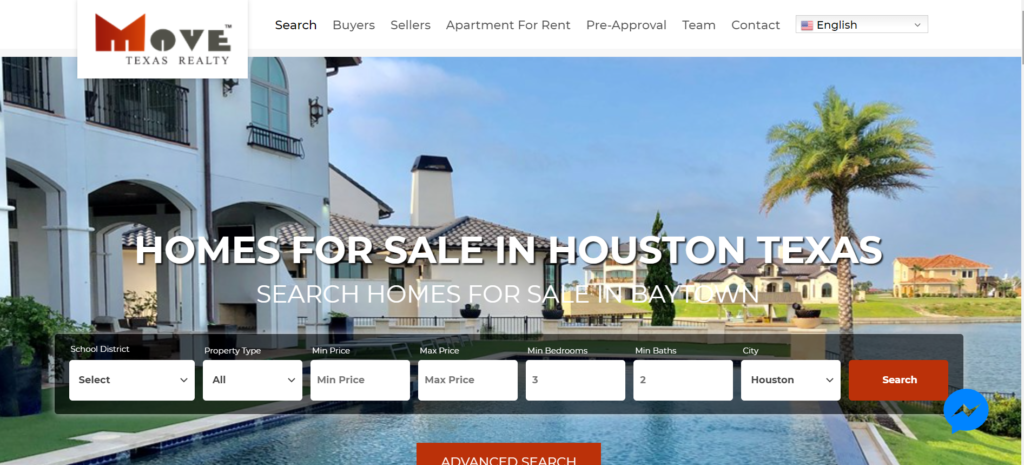 MOVE™
TEXAS REALTY
Search Buyers Sellers Apartment For Rent Pre-Approval Team Contact English
HOMES FOR SALE IN HOUSTON TEXAS
SEARCH HOMES FOR SALE IN BAYTOWN
School District Property Type Min Price Max Price Min Bedrooms Min Baths City
Select All Min Price Max Price 3 2 Houston Search
ADVANCED SEARCH